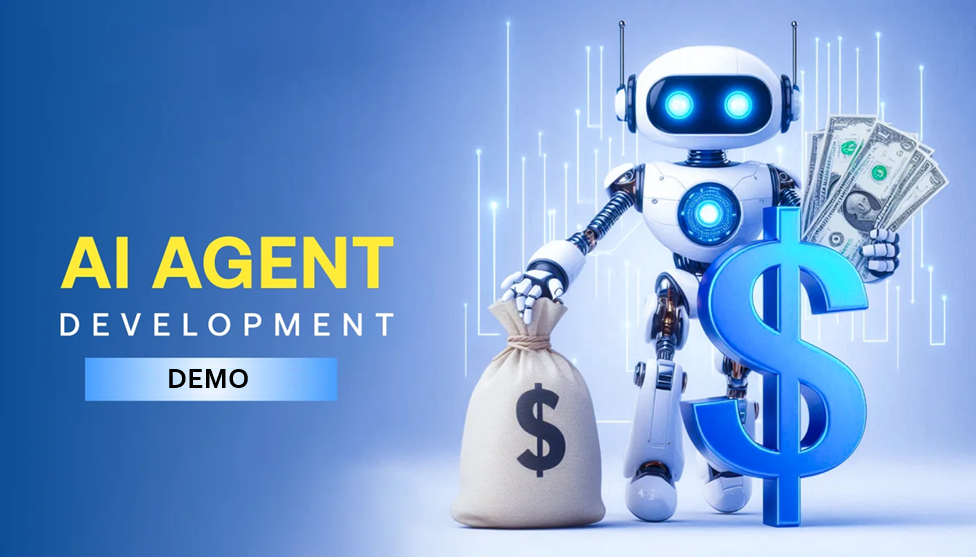 AI AGENT
DEVELOPMENT
DEMO
$
$